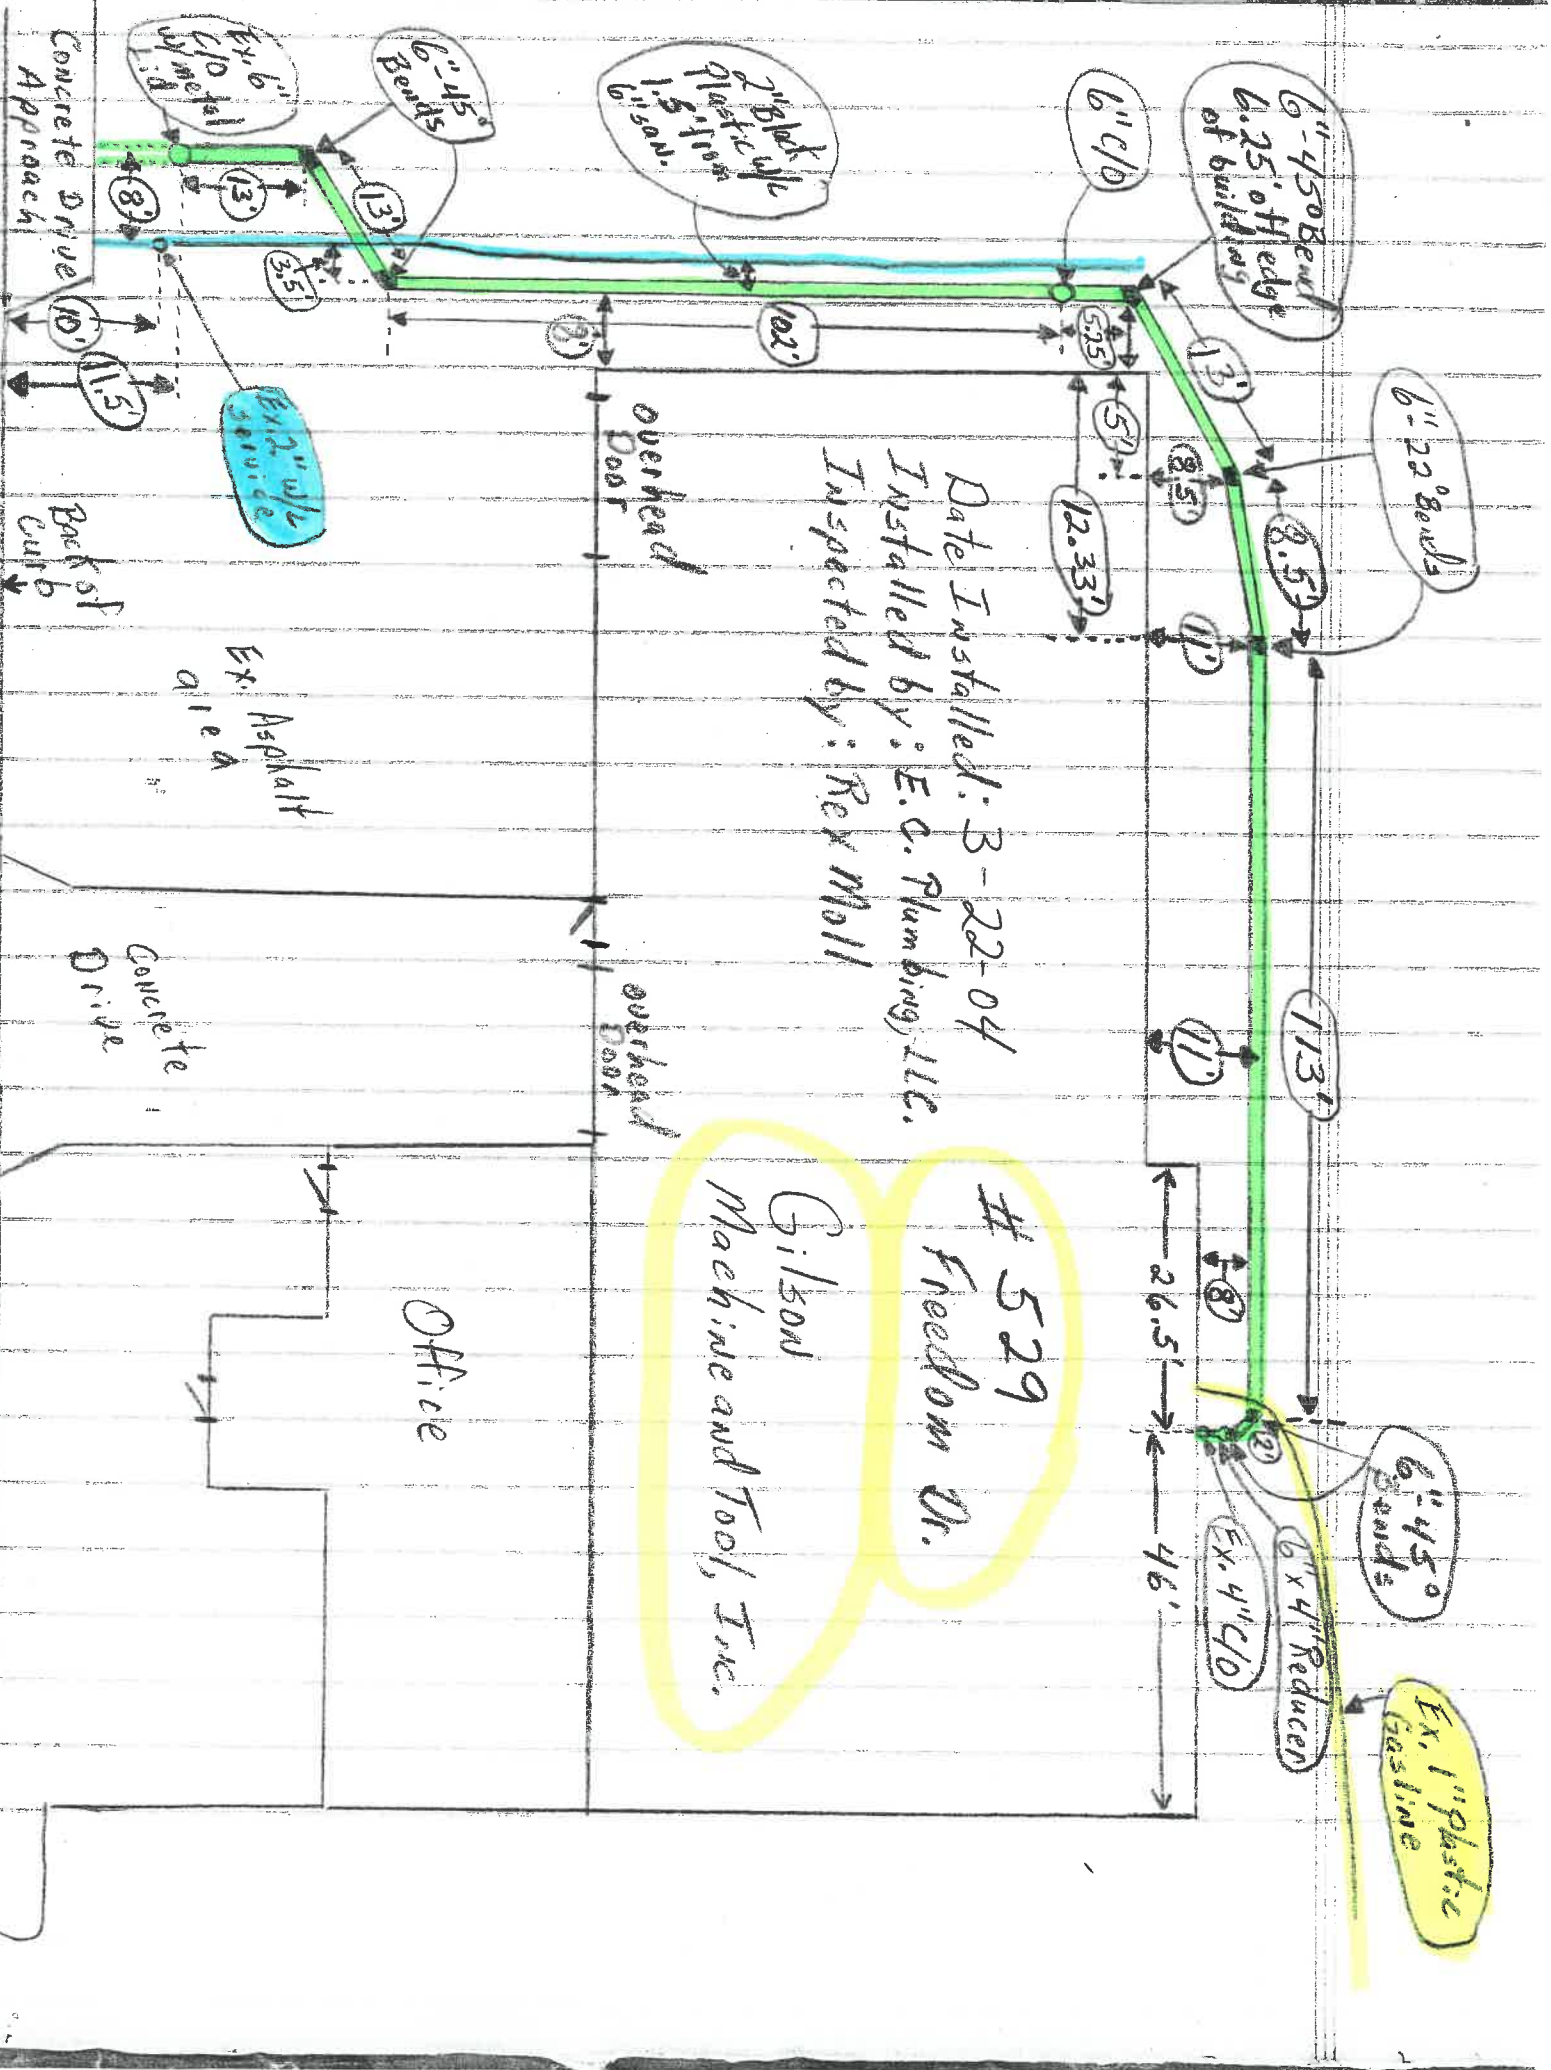 6"-45° Bend
6.25' off edge
of building
6" C/O
2" Black
Plastic w/L
1.5' from
6" san.
6"-45°
Bends
Ex. 6"
C/O
w/metal
Lid
Concrete Drive
Approach
8'
13'
13'
3.5'
10'
11.5'
Ex. 2" w/L
service
Back of
Curb
8'
102'
5.25'
13'
5'
8.5'
8.5'
12.33'
11'
6"-22° Bends
113'
11'
8'
26.5'
46'
2'
6"-45°
Bends
6" x 4" Reducer
Ex. 4" C/O
Ex. 1" Plastic
Gasline
overhead
Door
Date Installed: 3-22-04
Installed by: E.C. Plumbing, LLC.
Inspected by: Rex Moll
# 529
Freedom Dr.
Gilson
Machine and Tool, Inc.
overhead
Door
Office
Ex. Asphalt
area
Concrete
Drive